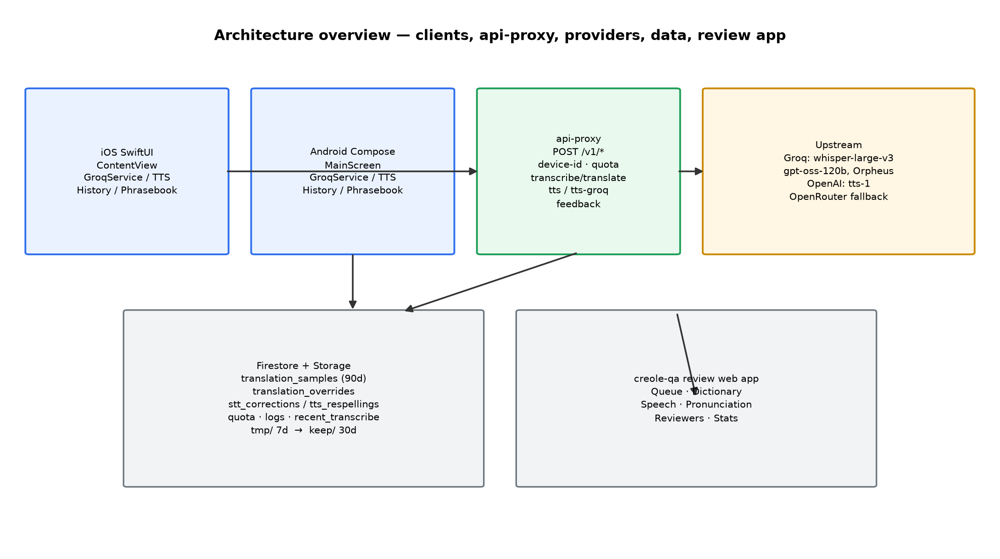 Architecture overview — clients, api-proxy, providers, data, review app
iOS SwiftUI
ContentView
GroqService / TTS
History / Phrasebook
Android Compose
MainScreen
GroqService / TTS
History / Phrasebook
api-proxy
POST /v1/*
device-id · quota
transcribe/translate
tts / tts-groq
feedback
Upstream
Groq: whisper-large-v3
gpt-oss-120b, Orpheus
OpenAI: tts-1
OpenRouter fallback
Firestore + Storage
translation_samples (90d)
translation_overrides
stt_corrections / tts_respellings
quota · logs · recent_transcribe
tmp/ 7d → keep/ 30d
creole-qa review web app
Queue · Dictionary
Speech · Pronunciation
Reviewers · Stats